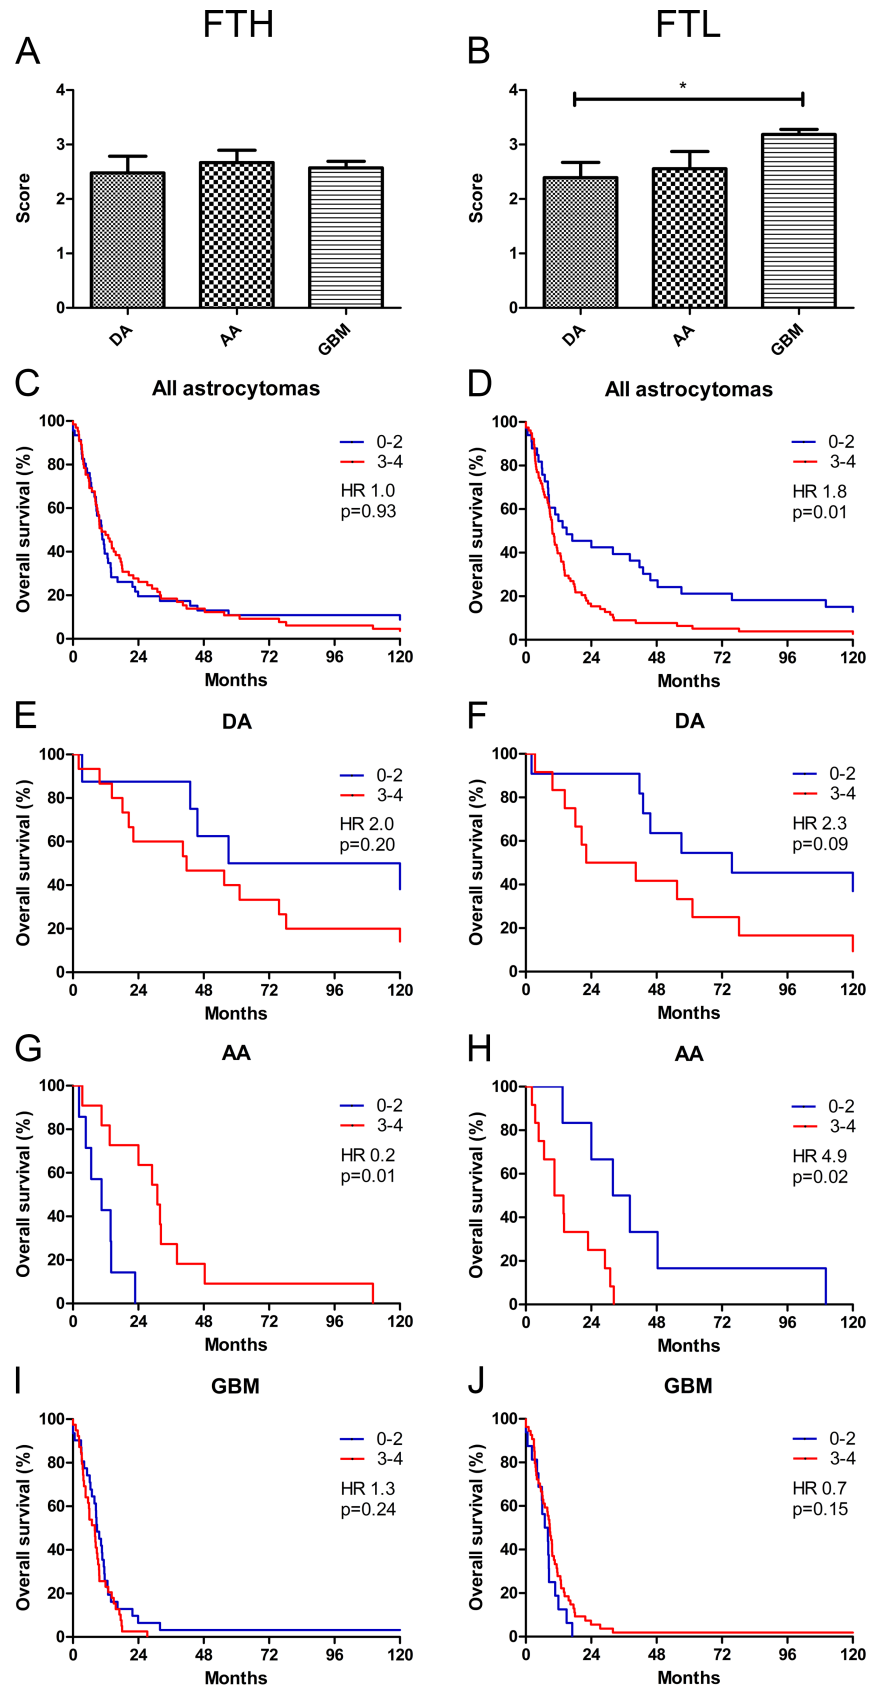 FTH FTL
A B
4 4
* 
3 3
2 2
Score Score
1 1
0 0
DA AA GBM DA AA GBM
C All astrocytomas D All astrocytomas
100 100
0-2 0-2
80 3-4 80 3-4
HR 1.0 HR 1.8
p=0.93 p=0.01
60 60
Overall survival (%) Overall survival (%)
40 40
20 20
0 0
0 24 48 72 96 120 0 24 48 72 96 120
Months Months
E DA F DA
100 100
0-2 0-2
80 3-4 80 3-4
HR 2.0 HR 2.3
p=0.20 p=0.09
60 60
Overall survival (%) Overall survival (%)
40 40
20 20
0 0
0 24 48 72 96 120 0 24 48 72 96 120
Months Months
G AA H AA
100 100
0-2 0-2
80 3-4 80 3-4
HR 0.2 HR 4.9
p=0.01 p=0.02
60 60
Overall survival (%) Overall survival (%)
40 40
20 20
0 0
0 24 48 72 96 120 0 24 48 72 96 120
Months Months
I GBM J GBM
100 100
0-2 0-2
80 3-4 80 3-4
HR 1.3 HR 0.7
p=0.24 p=0.15
60 60
Overall survival (%) Overall survival (%)
40 40
20 20
0 0
0 24 48 72 96 120 0 24 48 72 96 120
Months Months